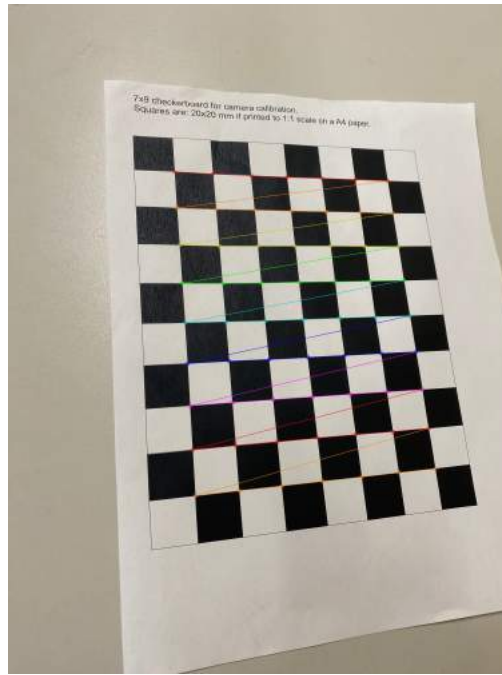 7x9 checkerboard for camera calibration.
Squares are: 20x20 mm if printed to 1:1 scale on a A4 paper.